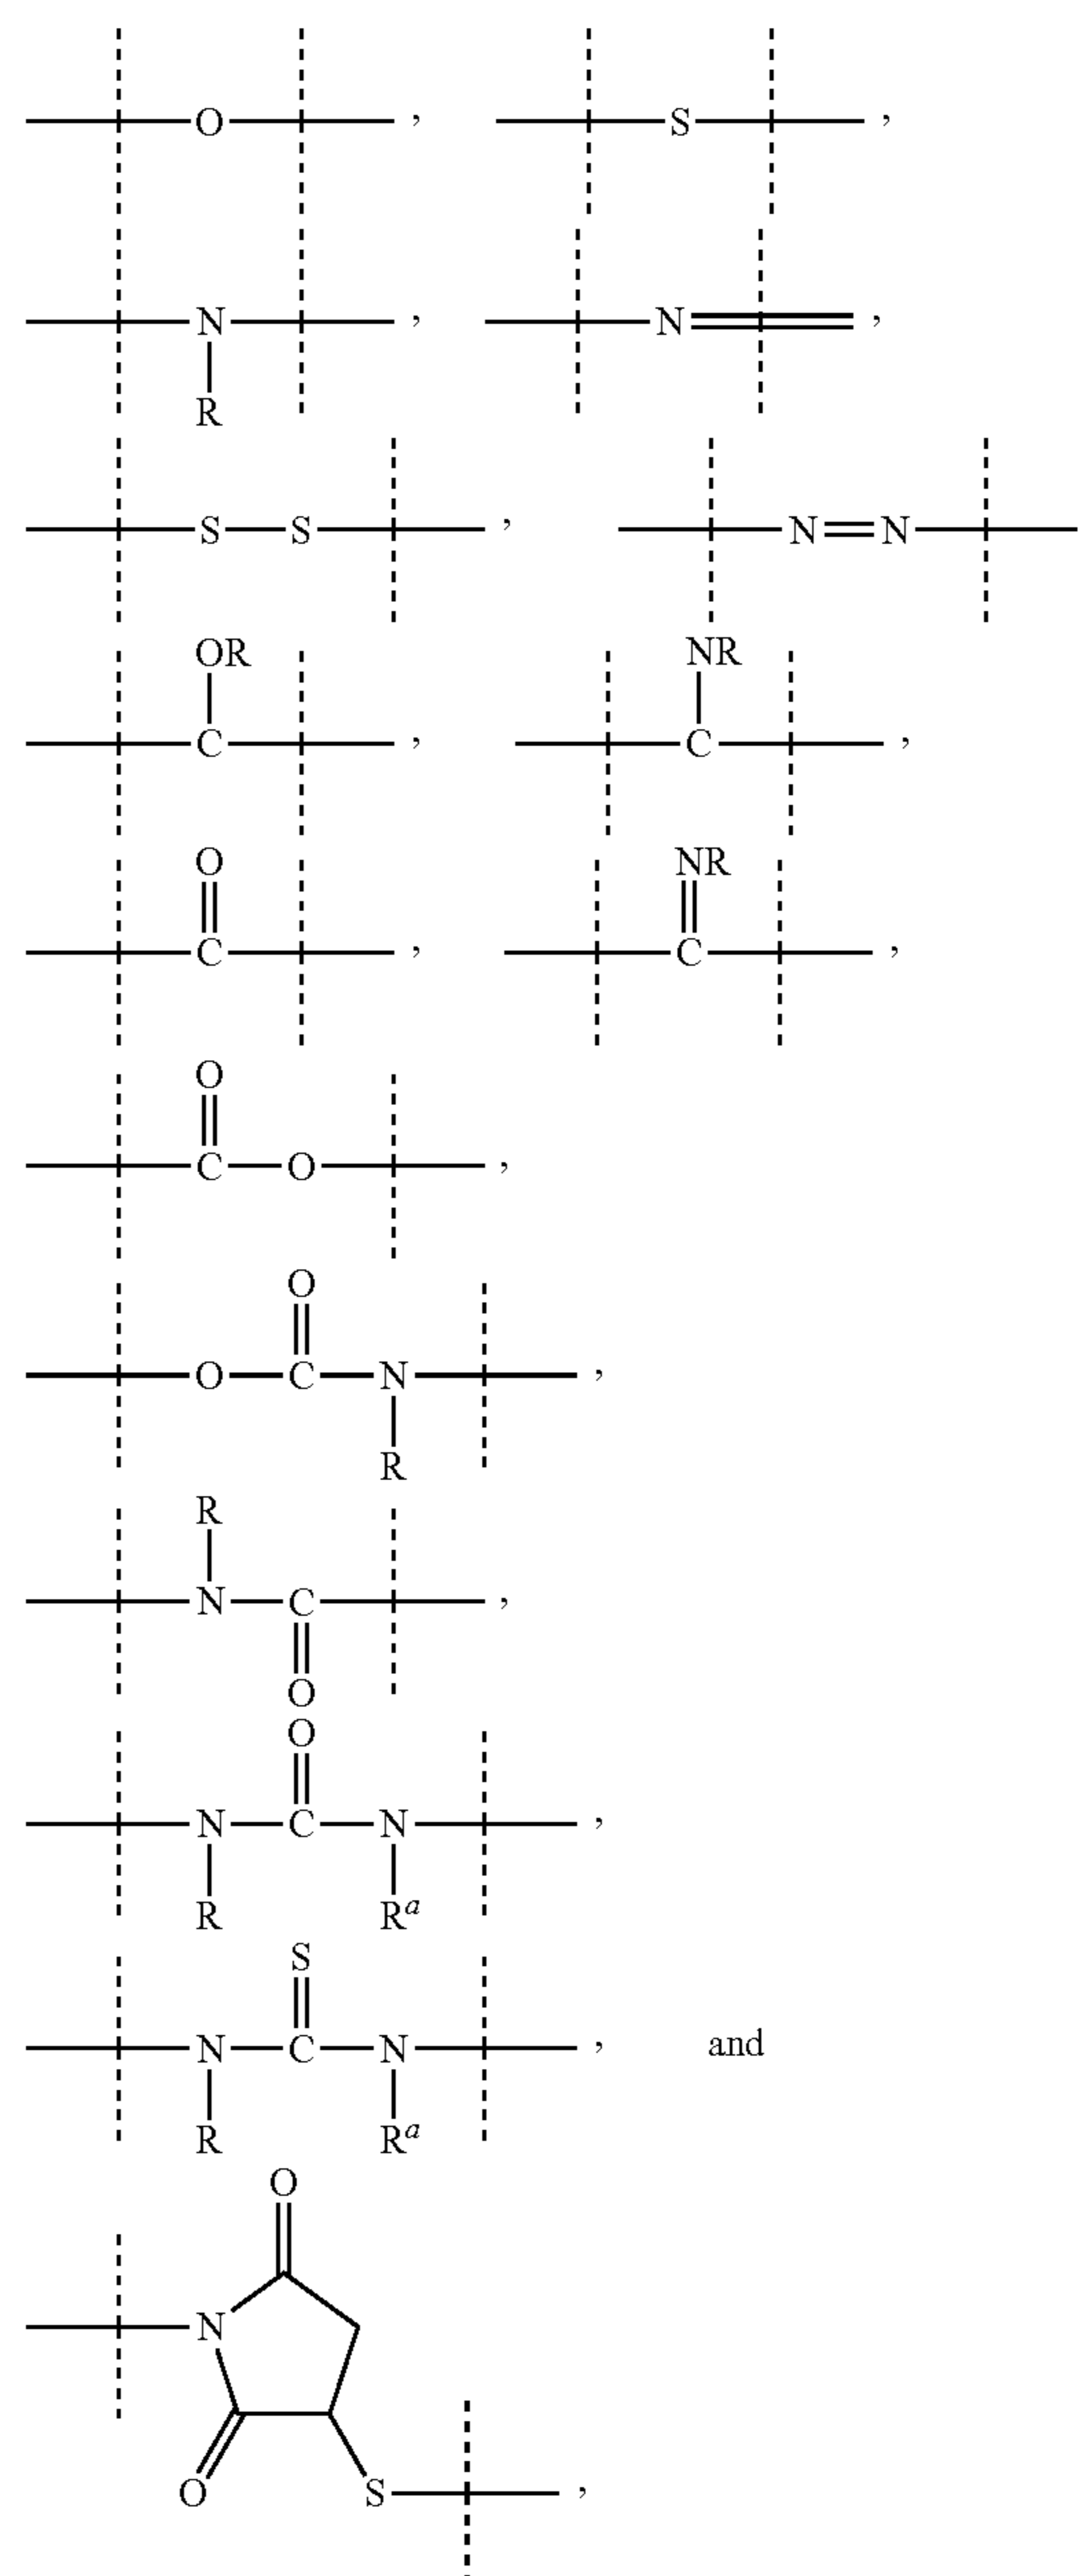 O , S ,
N , N ,
R
S S , N N
OR NR
C , C ,
O NR
C , C ,
O
C O ,
O
O C N ,
R
R
N C ,
O
O
N C N ,
R Rᵃ
S
N C N , and
R Rᵃ
O
N
O S ,